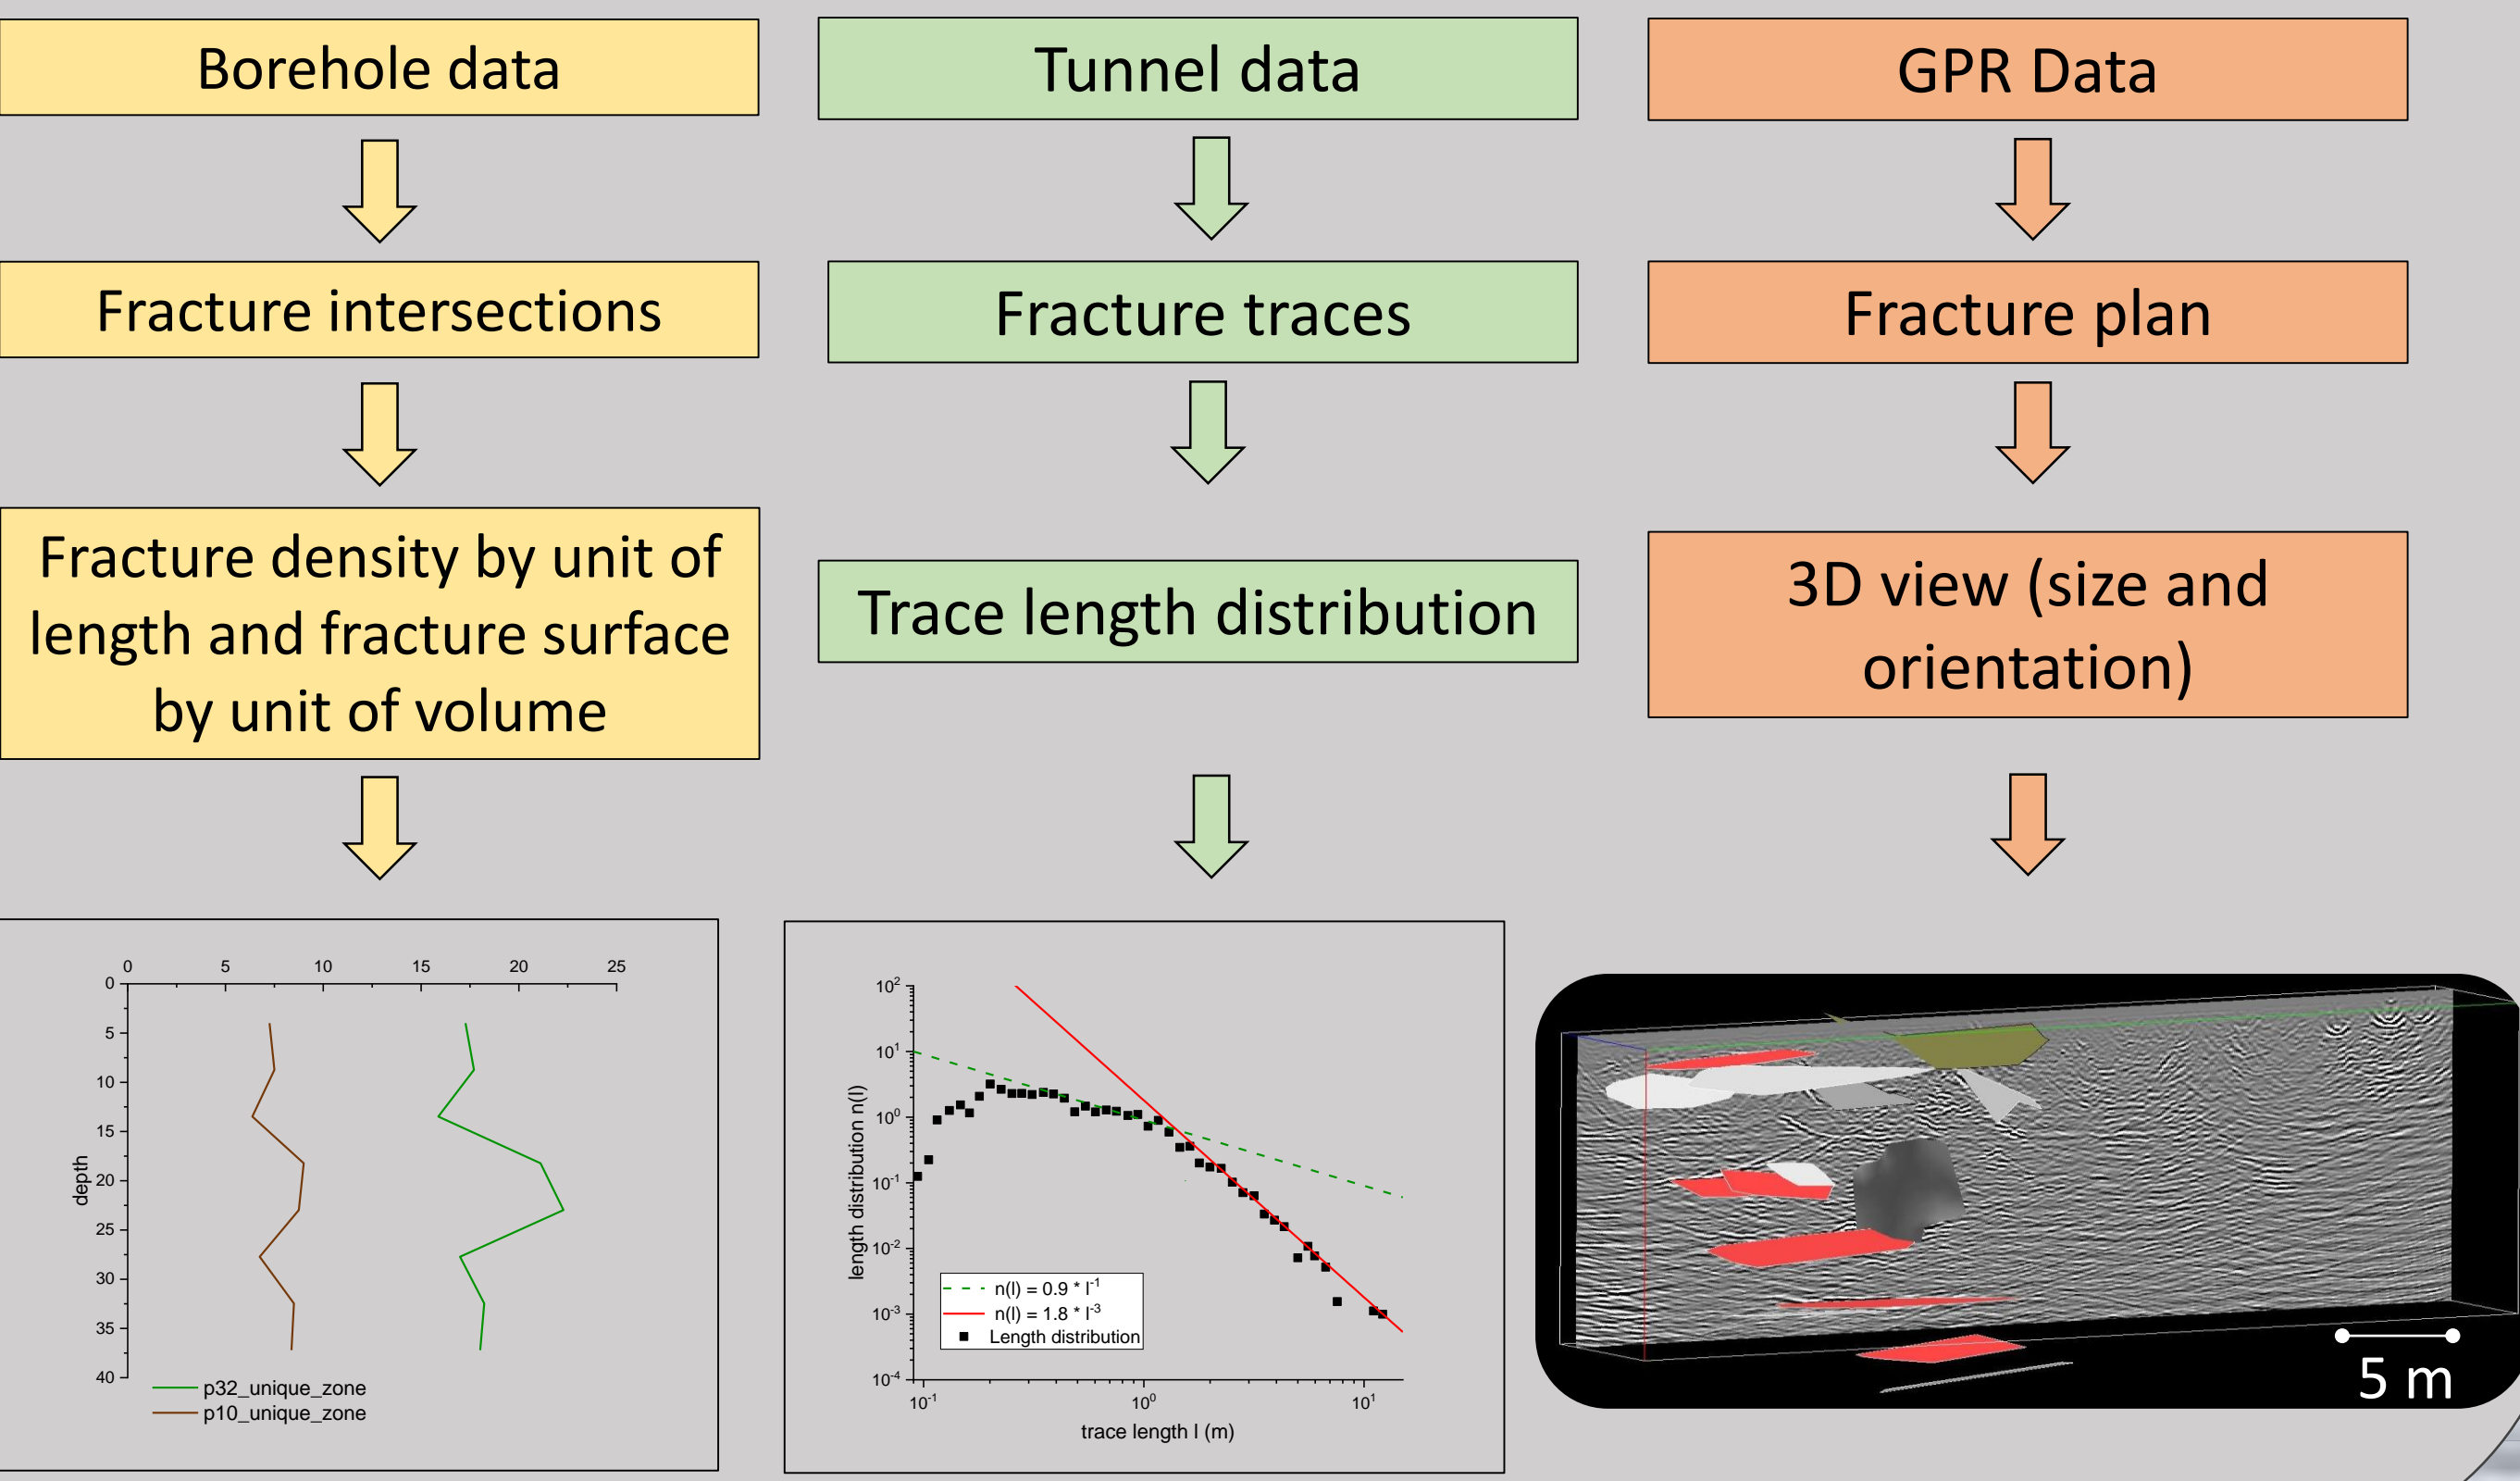 Borehole data
Tunnel data
GPR Data
Fracture intersections
Fracture traces
Fracture plan
Fracture density by unit of
length and fracture surface
by unit of volume
Trace length distribution
3D view (size and
orientation)
0 5 10 15 20 25
0
5
10
15
20
25
30
35
40
depth
p32_unique_zone
p10_unique_zone
10²
10¹
10⁰
10⁻¹
10⁻²
10⁻³
10⁻⁴
length distribution n(l)
n(l) = 0.9 * l⁻¹
n(l) = 1.8 * l⁻³
Length distribution
10⁻¹ 10⁰ 10¹
trace length l (m)
5 m